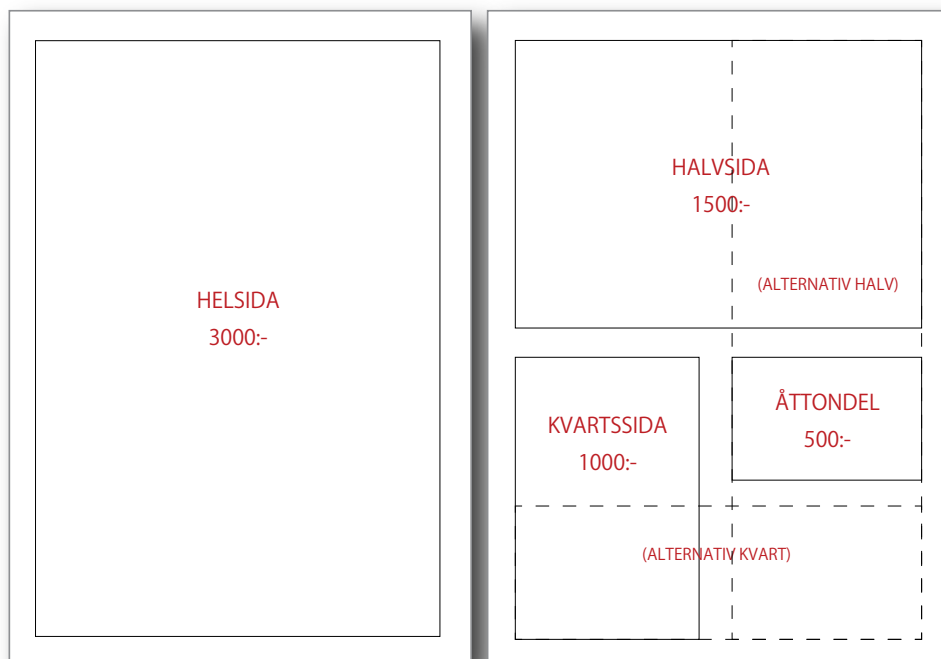 HELSIDA
3000:-
HALVSIDA
1500:-
(ALTERNATIV HALV)
KVARTSSIDA
1000:-
ÅTTONDEL
500:-
(ALTERNATIV KVART)